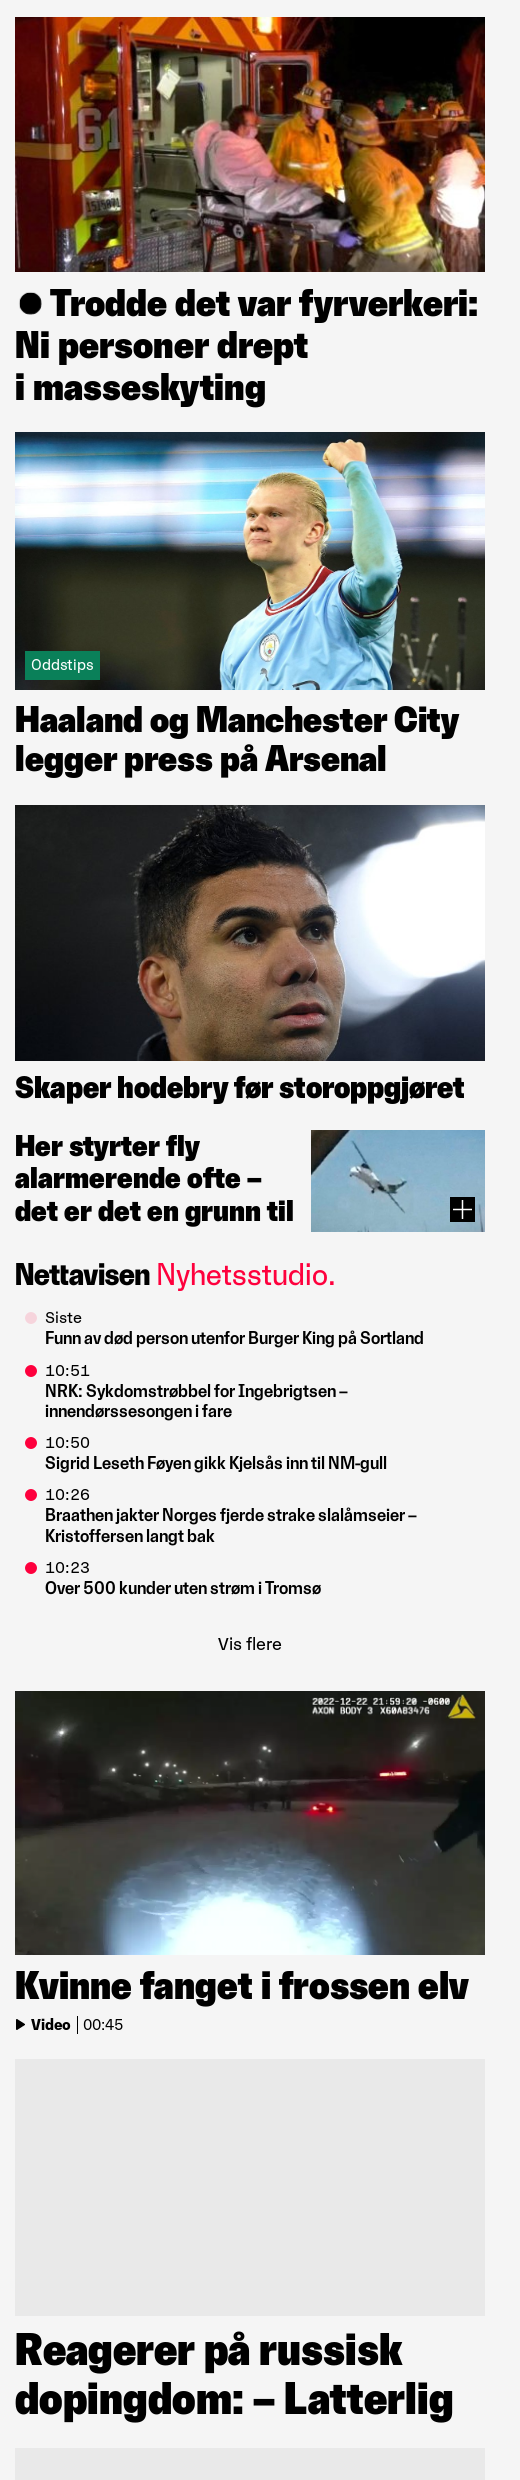 61
● Trodde det var fyrverkeri:
Ni personer drept
i masseskyting
Oddstips
Haaland og Manchester City
legger press på Arsenal
Skaper hodebry før storoppgjøret
Her styrter fly
alarmerende ofte –
det er det en grunn til
Nettavisen Nyhetsstudio.
Siste
Funn av død person utenfor Burger King på Sortland
10:51
NRK: Sykdomstrøbbel for Ingebrigtsen –
innendørssesongen i fare
10:50
Sigrid Leseth Føyen gikk Kjelsås inn til NM-gull
10:26
Braathen jakter Norges fjerde strake slalåmseier –
Kristoffersen langt bak
10:23
Over 500 kunder uten strøm i Tromsø
Vis flere
2022-12-22 21:59:20 -0600
AXON BODY 3 X60A83476
Kvinne fanget i frossen elv
Video | 00:45
Reagerer på russisk
dopingdom: – Latterlig